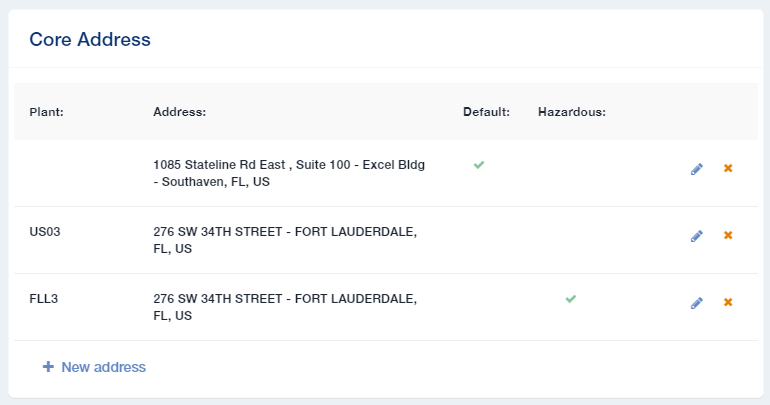 Core Address
Plant: Address: Default: Hazardous:
1085 Stateline Rd East , Suite 100 - Excel Bldg
- Southaven, FL, US
US03 276 SW 34TH STREET - FORT LAUDERDALE,
FL, US
FLL3 276 SW 34TH STREET - FORT LAUDERDALE,
FL, US
New address